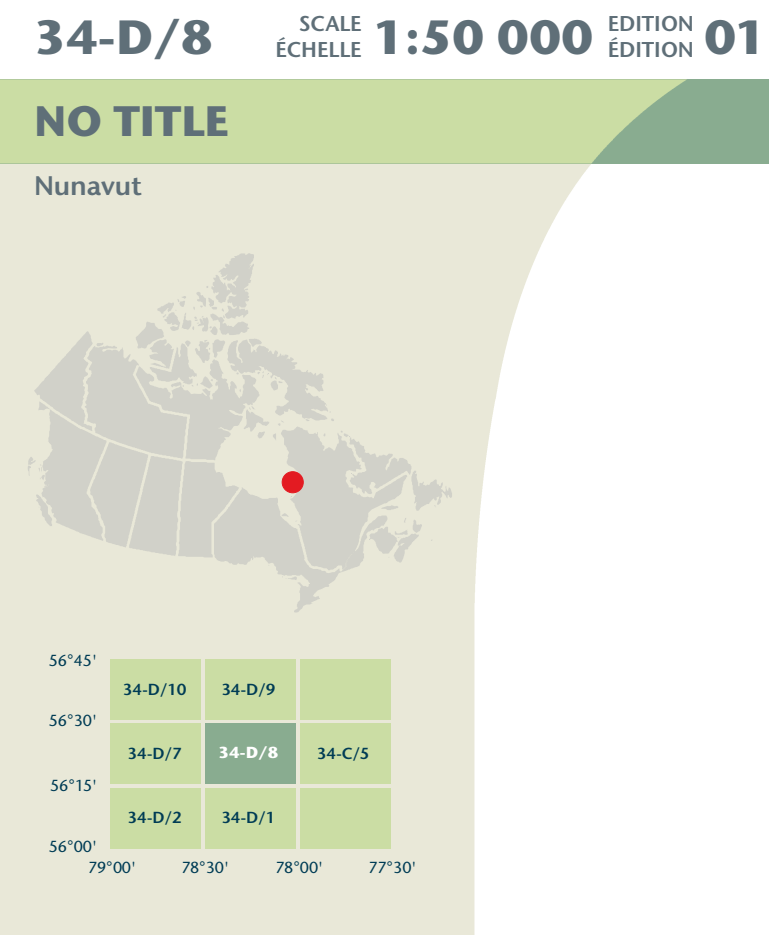 34-D/8
SCALE
ÉCHELLE
1:50 000
EDITION
ÉDITION
01
NO TITLE
Nunavut
56°45'
34-D/10
34-D/9
56°30'
34-D/7
34-D/8
34-C/5
56°15'
34-D/2
34-D/1
56°00'
79°00'
78°30'
78°00'
77°30'